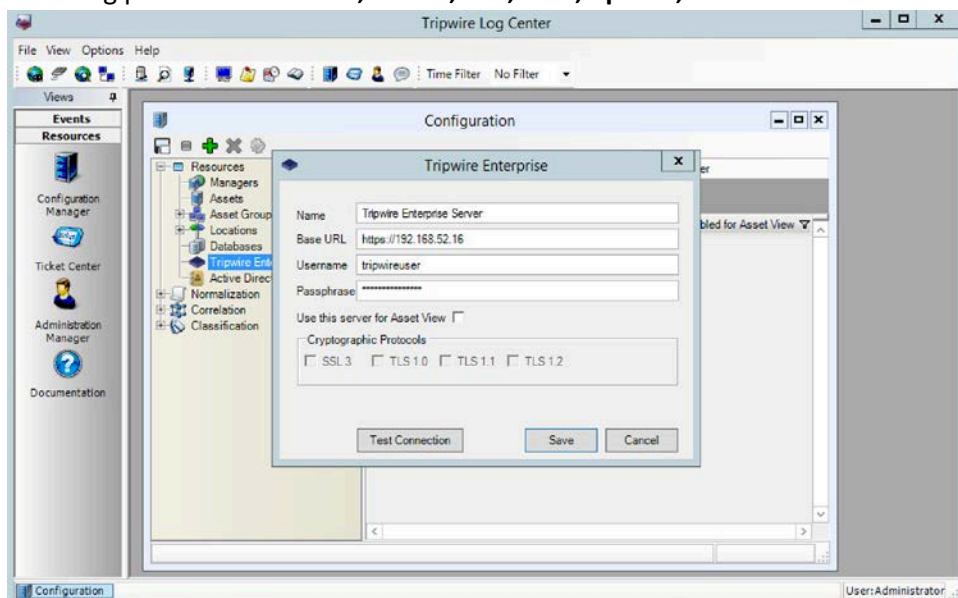 Tripwire Log Center
File View Options Help
Time Filter No Filter
Views
Events
Resources
Configuration Manager
Ticket Center
Administration Manager
Documentation
Configuration
Resources
Managers
Assets
Asset Group
Locations
Databases
Tripwire Ent
Active Direc
Normalization
Correlation
Classification
er
bled for Asset View
Tripwire Enterprise
Name Tripwire Enterprise Server
Base URL https://192.168.52.16
Username tripwireuser
Passphrase ***************
Use this server for Asset View
Cryptographic Protocols
SSL 3 TLS 1.0 TLS 1.1 TLS 1.2
Test Connection Save Cancel
Configuration User:Administrator